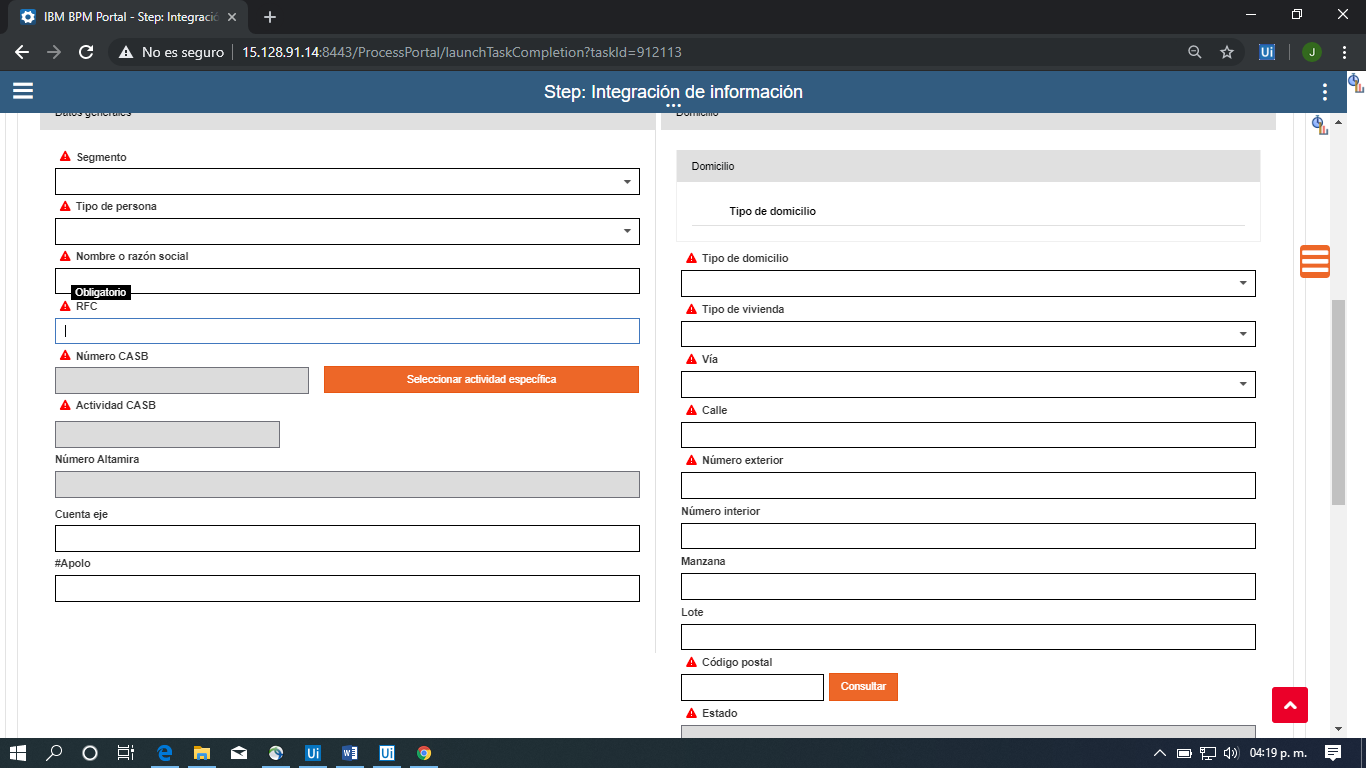 IBM BPM Portal - Step: Integració
No es seguro
15.128.91.14:8443/ProcessPortal/launchTaskCompletion?taskId=912113
Ui
J
Step: Integración de información
Datos generales
Segmento
Tipo de persona
Nombre o razón social
Obligatorio
RFC
Número CASB
Seleccionar actividad específica
Actividad CASB
Número Altamira
Cuenta eje
#Apolo
Domicilio
Domicilio
Tipo de domicilio
Tipo de domicilio
Tipo de vivienda
Vía
Calle
Número exterior
Número interior
Manzana
Lote
Código postal
Consultar
Estado
Ui
Ui
04:19 p. m.